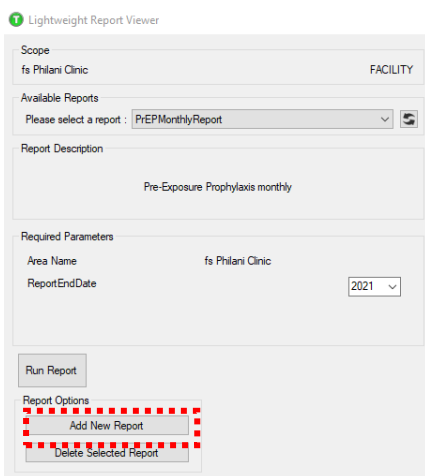 Lightweight Report Viewer
Scope
fs Philani Clinic FACILITY
Available Reports
Please select a report : PrEPMonthlyReport
Report Description
Pre-Exposure Prophylaxis monthly
Required Parameters
Area Name fs Philani Clinic
ReportEndDate 2021
Run Report
Report Options
Add New Report
Delete Selected Report